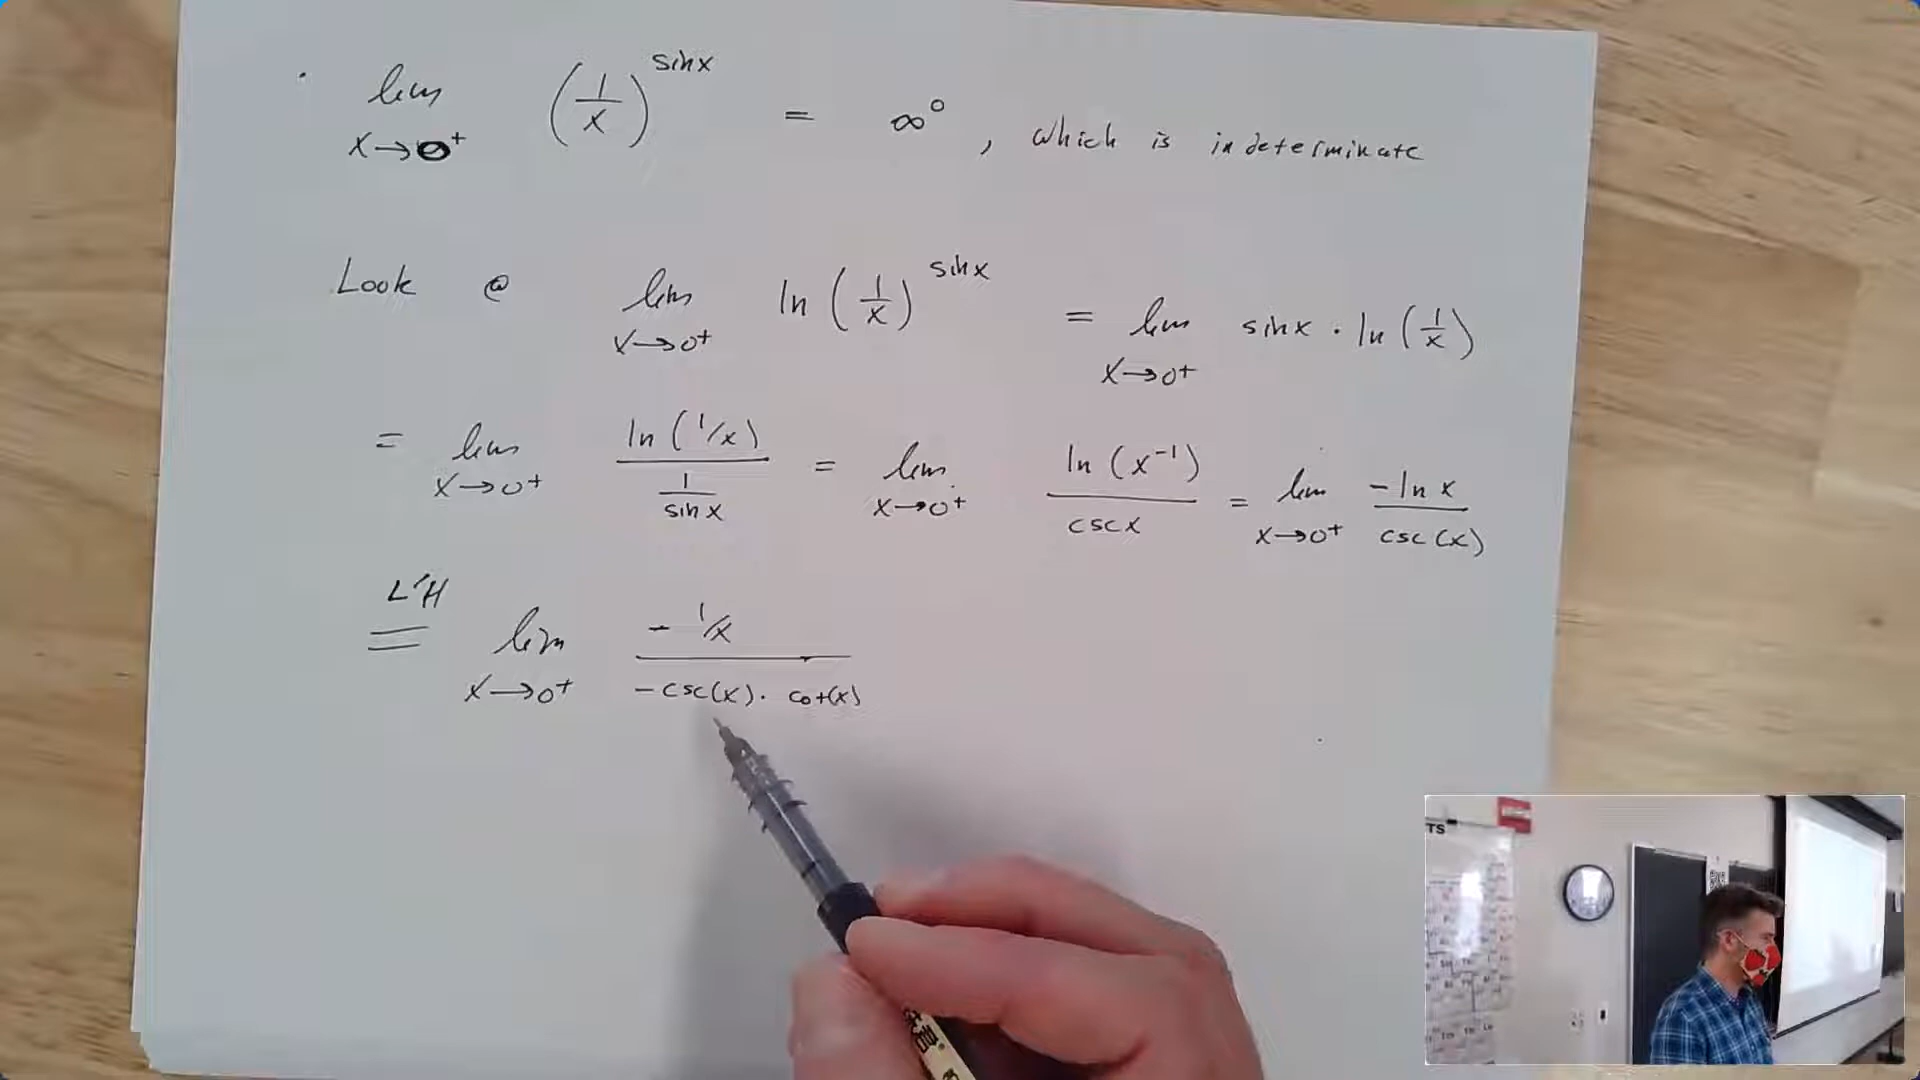 lim x→0⁺ (1/x)^sinx = ∞⁰, which is indeterminate
Look @ lim x→0⁺ ln(1/x)^sinx = lim x→0⁺ sinx · ln(1/x)
= lim x→0⁺ ln(1/x) / (1/sinx) = lim x→0⁺ ln(x⁻¹) / cscx = lim x→0⁺ -lnx / csc(x)
L'H
= lim x→0⁺ -1/x / -csc(x)·cot(x)
TS